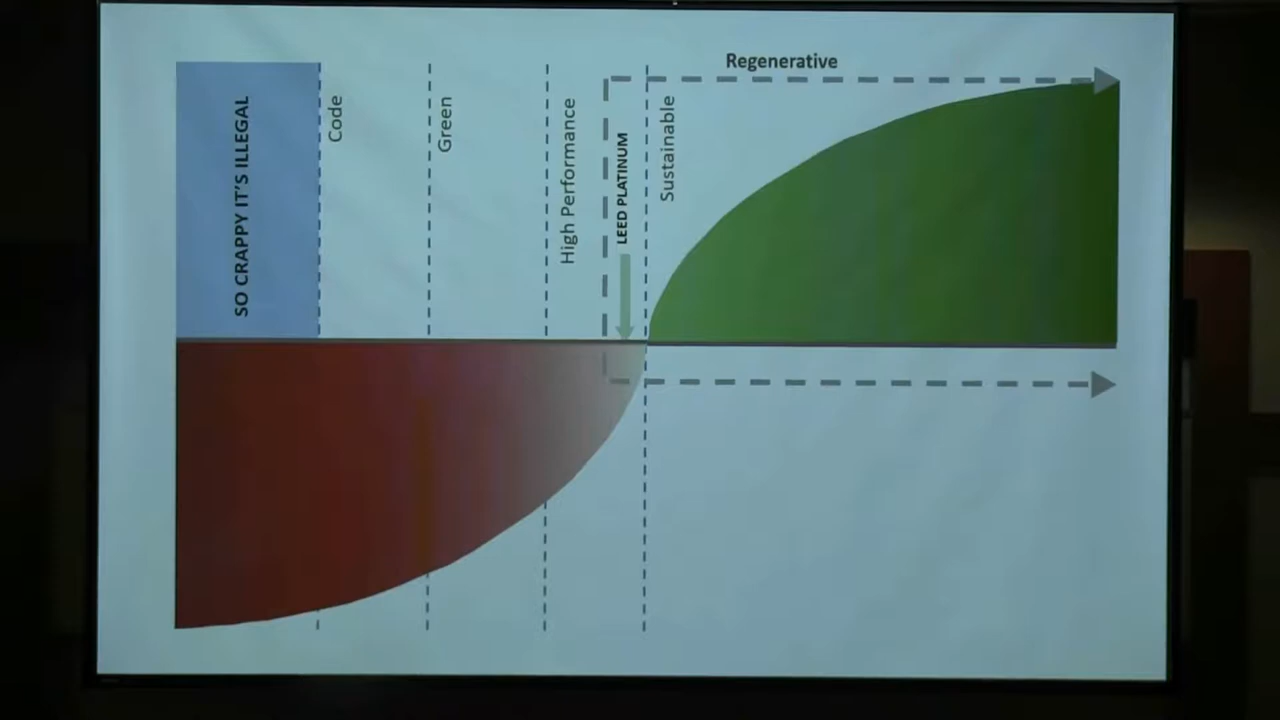 Regenerative
SO CRAPPY IT'S ILLEGAL
Code
Green
High Performance
LEED PLATINUM
Sustainable